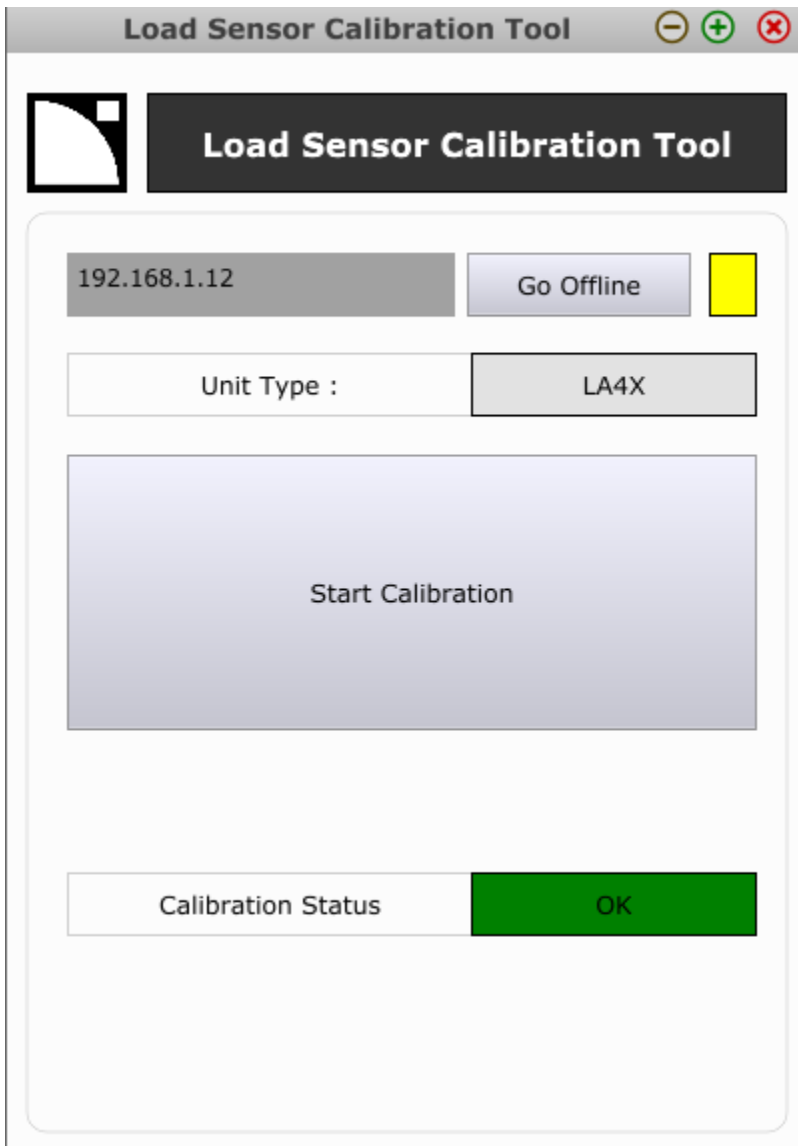 Load Sensor Calibration Tool
Load Sensor Calibration Tool
192.168.1.12 Go Offline
Unit Type : LA4X
Start Calibration
Calibration Status OK